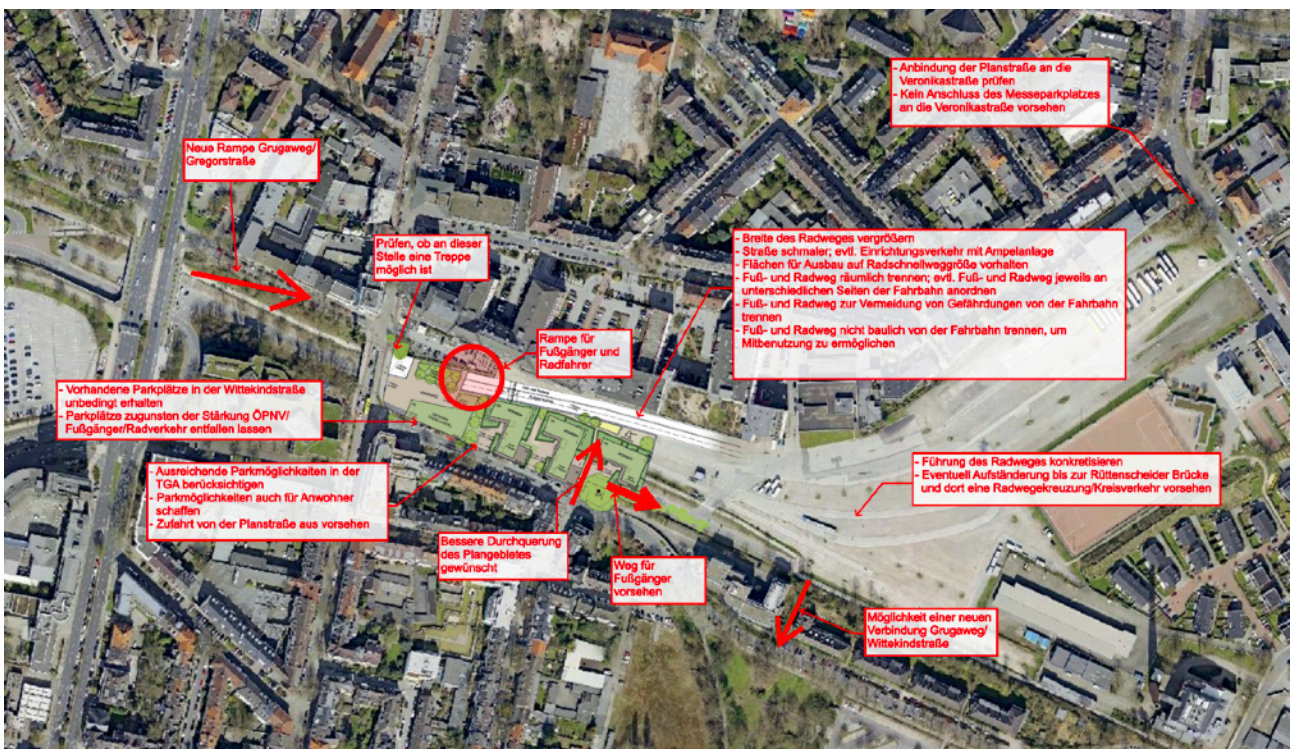 - Anbindung der Planstraße an die
Veronikastraße prüfen
- Kein Anschluss des Messeparkplatzes
an die Veronikastraße vorsehen
Neue Rampe Grugaweg/
Gregorstraße
Prüfen, ob an dieser
Stelle eine Treppe
möglich ist
- Breite des Radweges vergrößern
- Straße schmaler; evtl. Einrichtungsverkehr mit Ampelanlage
- Flächen für Ausbau auf Radschnellweggröße vorhalten
- Fuß- und Radweg räumlich trennen; evtl. Fuß- und Radweg jeweils an
unterschiedlichen Seiten der Fahrbahn anordnen
- Fuß- und Radweg zur Vermeidung von Gefährdungen von der Fahrbahn
trennen
- Fuß- und Radweg nicht baulich von der Fahrbahn trennen, um
Mitbenutzung zu ermöglichen
Rampe für
Fußgänger und
Radfahrer
- Vorhandene Parkplätze in der Wittekindstraße
unbedingt erhalten
- Parkplätze zugunsten der Stärkung ÖPNV/
Fußgänger/Radverkehr entfallen lassen
- Ausreichende Parkmöglichkeiten in der
TGA berücksichtigen
- Parkmöglichkeiten auch für Anwohner
schaffen
- Zufahrt von der Planstraße aus vorsehen
- Führung des Radweges konkretisieren
- Eventuell Aufständerung bis zur Rüttenscheider Brücke
und dort eine Radwegekreuzung/Kreisverkehr vorsehen
Bessere Durchquerung
des Plangebietes
gewünscht
Weg für
Fußgänger
vorsehen
Möglichkeit einer neuen
Verbindung Grugaweg/
Wittekindstraße